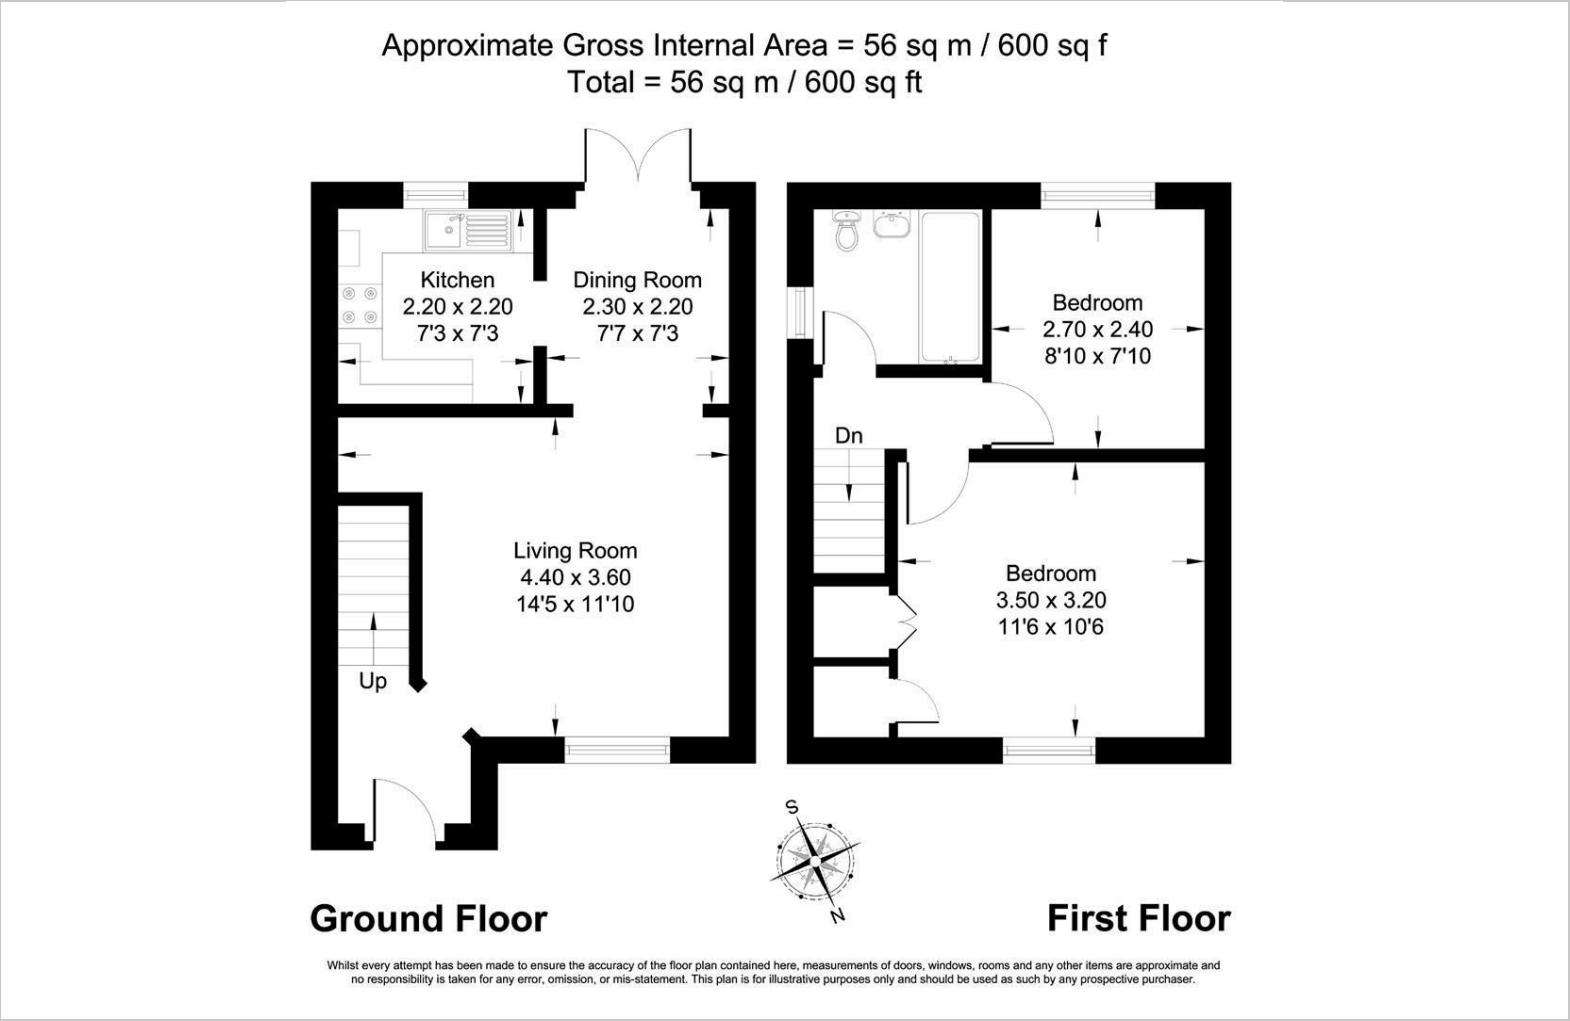 Approximate Gross Internal Area = 56 sq m / 600 sq f
Total = 56 sq m / 600 sq ft
Kitchen
2.20 x 2.20
7'3 x 7'3
Dining Room
2.30 x 2.20
7'7 x 7'3
Living Room
4.40 x 3.60
14'5 x 11'10
Up
Bedroom
2.70 x 2.40
8'10 x 7'10
Dn
Bedroom
3.50 x 3.20
11'6 x 10'6
S
N
Ground Floor
First Floor
Whilst every attempt has been made to ensure the accuracy of the floor plan contained here, measurements of doors, windows, rooms and any other items are approximate and
no responsibility is taken for any error, omission, or mis-statement. This plan is for illustrative purposes only and should be used as such by any prospective purchaser.